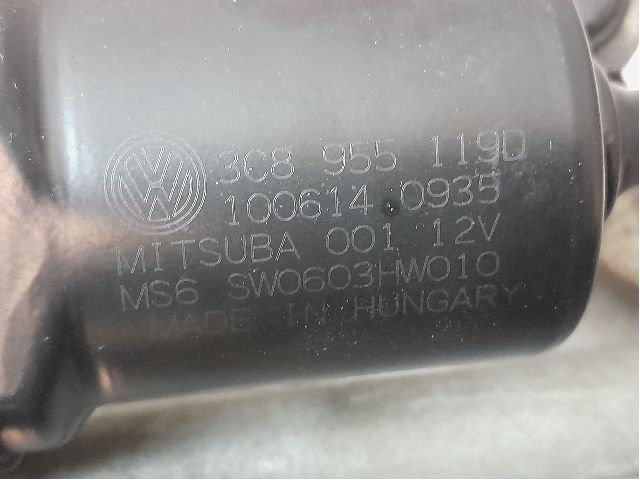 3C8 955 119D
100614 0935
MITSUBA 001 12V
MS6 SW0603HW010
MADE IN HUNGARY